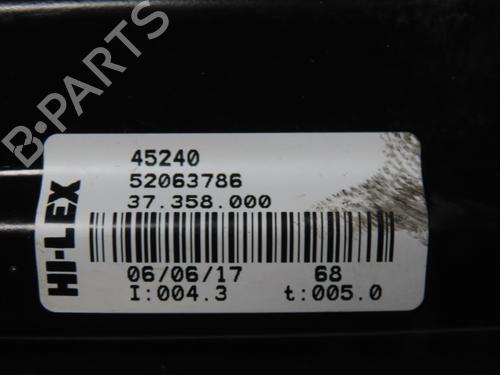 B-PARTS
HI-LEX
45240
52063786
37.358.000
06/06/17 68
I:004.3 t:005.0